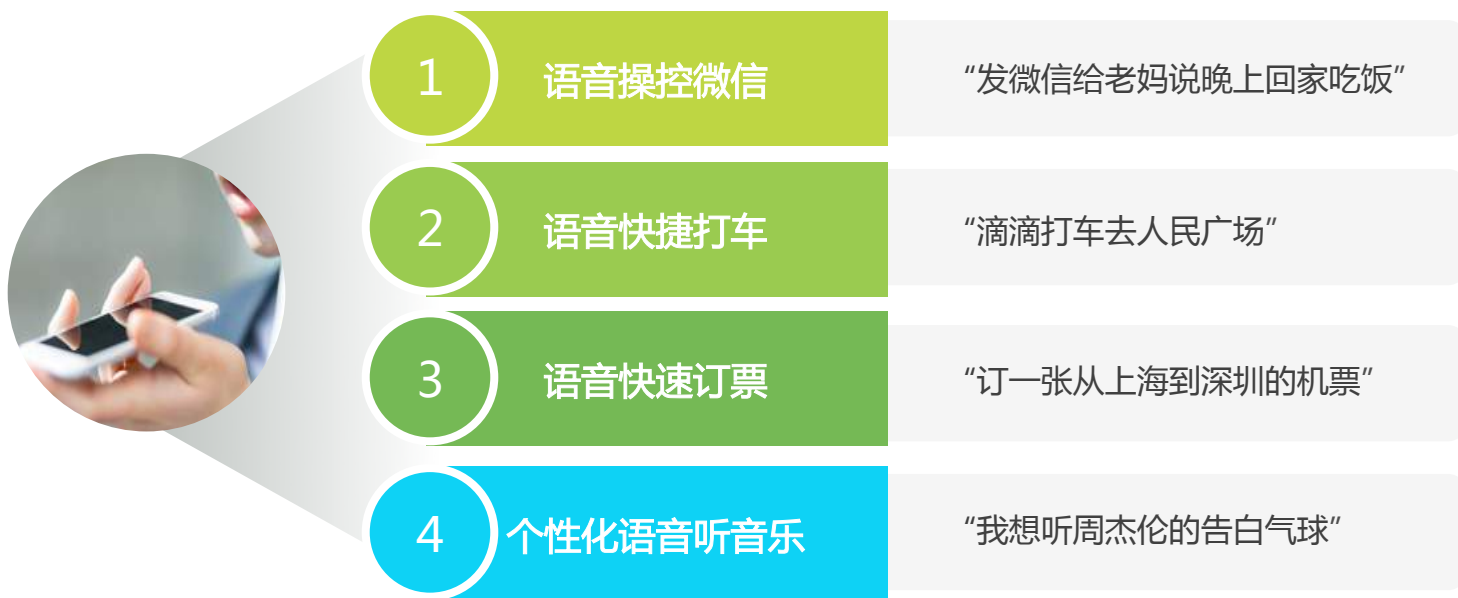 1
语音操控微信
“发微信给老妈说晚上回家吃饭”
2
语音快捷打车
“滴滴打车去人民广场”
3
语音快速订票
“订一张从上海到深圳的机票”
4
个性化语音听音乐
“我想听周杰伦的告白气球”